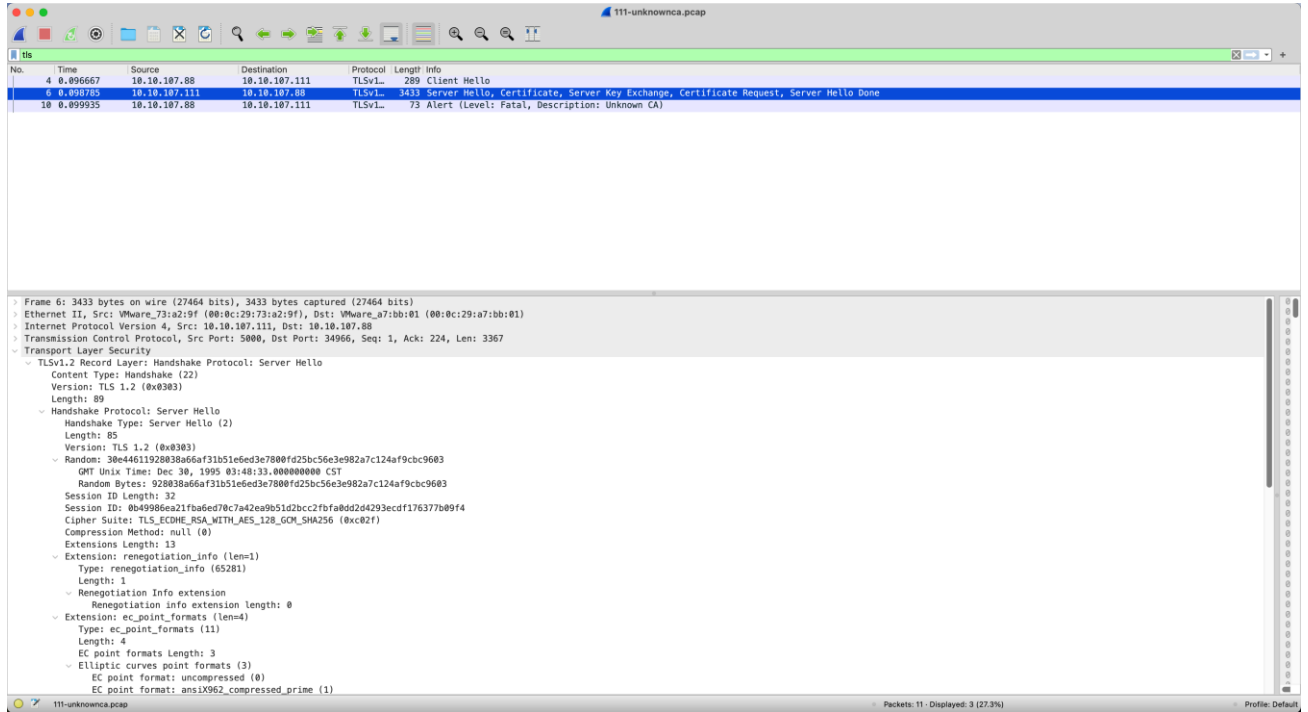 111-unknownca.pcap
tls
No. Time Source Destination Protocol Length Info
4 0.096667 10.10.107.88 10.10.107.111 TLSv1… 289 Client Hello
6 0.098785 10.10.107.111 10.10.107.88 TLSv1… 3433 Server Hello, Certificate, Server Key Exchange, Certificate Request, Server Hello Done
10 0.099935 10.10.107.88 10.10.107.111 TLSv1… 73 Alert (Level: Fatal, Description: Unknown CA)
Frame 6: 3433 bytes on wire (27464 bits), 3433 bytes captured (27464 bits)
Ethernet II, Src: VMware_73:a2:9f (00:0c:29:73:a2:9f), Dst: VMware_a7:bb:01 (00:0c:29:a7:bb:01)
Internet Protocol Version 4, Src: 10.10.107.111, Dst: 10.10.107.88
Transmission Control Protocol, Src Port: 5000, Dst Port: 34966, Seq: 1, Ack: 224, Len: 3367
Transport Layer Security
TLSv1.2 Record Layer: Handshake Protocol: Server Hello
Content Type: Handshake (22)
Version: TLS 1.2 (0x0303)
Length: 89
Handshake Protocol: Server Hello
Handshake Type: Server Hello (2)
Length: 85
Version: TLS 1.2 (0x0303)
Random: 30e44611928038a66af31b51e6ed3e7800fd25bc56e3e982a7c124af9cbc9603
GMT Unix Time: Dec 30, 1995 03:48:33.000000000 CST
Random Bytes: 928038a66af31b51e6ed3e7800fd25bc56e3e982a7c124af9cbc9603
Session ID Length: 32
Session ID: 0b49986ea21fba6ed70c7a42ea9b51d2bcc2fbfa0dd2d4293ecdf176377b09f4
Cipher Suite: TLS_ECDHE_RSA_WITH_AES_128_GCM_SHA256 (0xc02f)
Compression Method: null (0)
Extensions Length: 13
Extension: renegotiation_info (len=1)
Type: renegotiation_info (65281)
Length: 1
Renegotiation Info extension
Renegotiation info extension length: 0
Extension: ec_point_formats (len=4)
Type: ec_point_formats (11)
Length: 4
EC point formats Length: 3
Elliptic curves point formats (3)
EC point format: uncompressed (0)
EC point format: ansiX962_compressed_prime (1)
111-unknownca.pcap Packets: 11 · Displayed: 3 (27.3%) Profile: Default